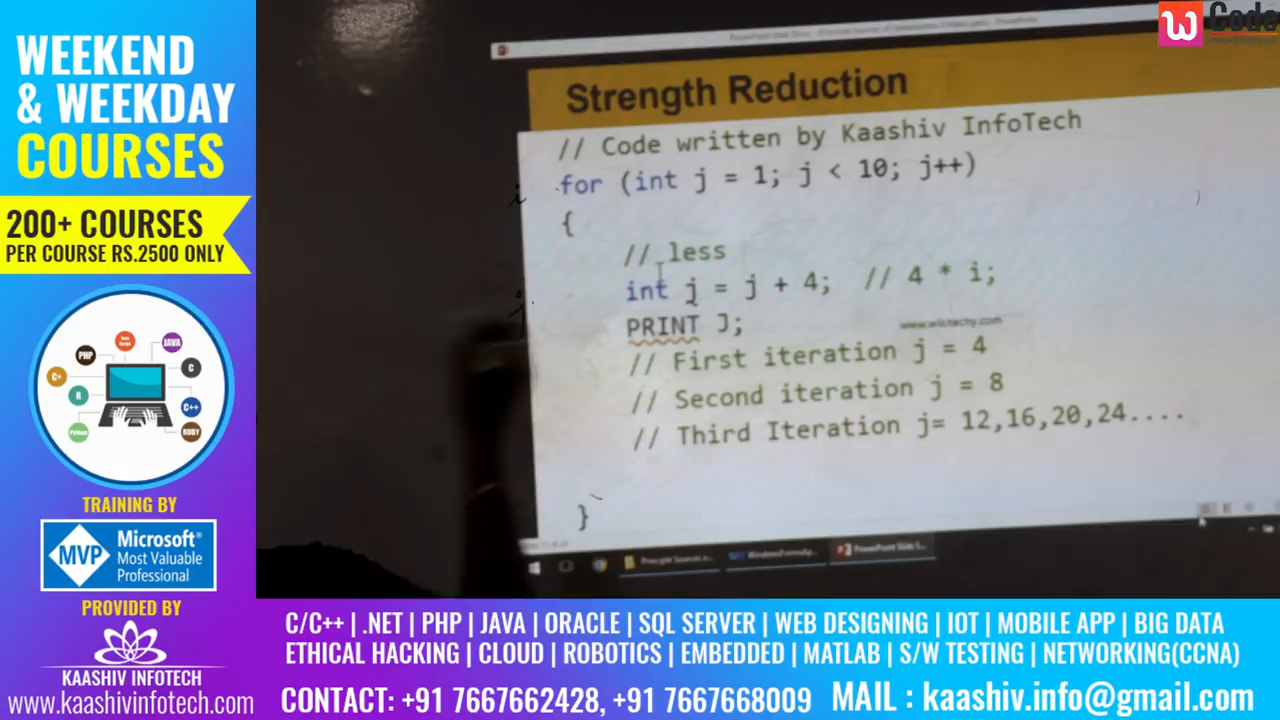 WEEKEND
& WEEKDAY
COURSES
200+ COURSES
PER COURSE RS.2500 ONLY
PHP
JAVA
C+
C
R
C++
Python
RUBY
TRAINING BY
MVP
Microsoft®
Most Valuable
Professional
PROVIDED BY
KAASHIV INFOTECH
www.kaashivinfotech.com
W Code
Strength Reduction
// Code written by Kaashiv InfoTech
for (int j = 1; j < 10; j++)
{
// less
int j = j + 4; // 4 * i;
PRINT J;
www.wikitechy.com
// First iteration j = 4
// Second iteration j = 8
// Third Iteration j= 12,16,20,24....
}
C/C++ | .NET | PHP | JAVA | ORACLE | SQL SERVER | WEB DESIGNING | IOT | MOBILE APP | BIG DATA
ETHICAL HACKING | CLOUD | ROBOTICS | EMBEDDED | MATLAB | S/W TESTING | NETWORKING(CCNA)
CONTACT: +91 7667662428, +91 7667668009 MAIL : kaashiv.info@gmail.com